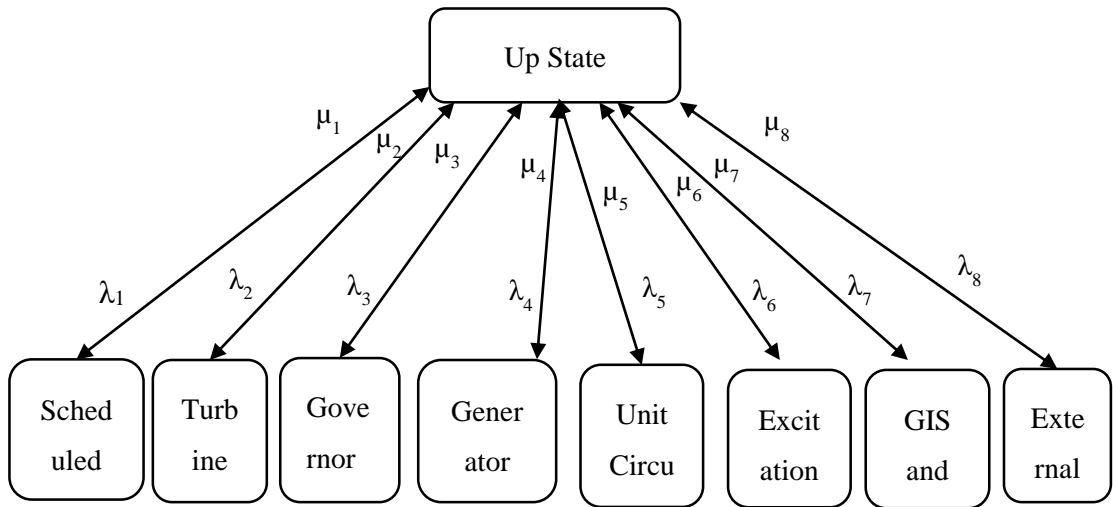 Up State
μ1
μ2
μ3
μ4
μ5
μ6
μ7
μ8
λ1
λ2
λ3
λ4
λ5
λ6
λ7
λ8
Sched
uled
Turb
ine
Gove
rnor
Gener
ator
Unit
Circu
Excit
ation
GIS
and
Exte
rnal